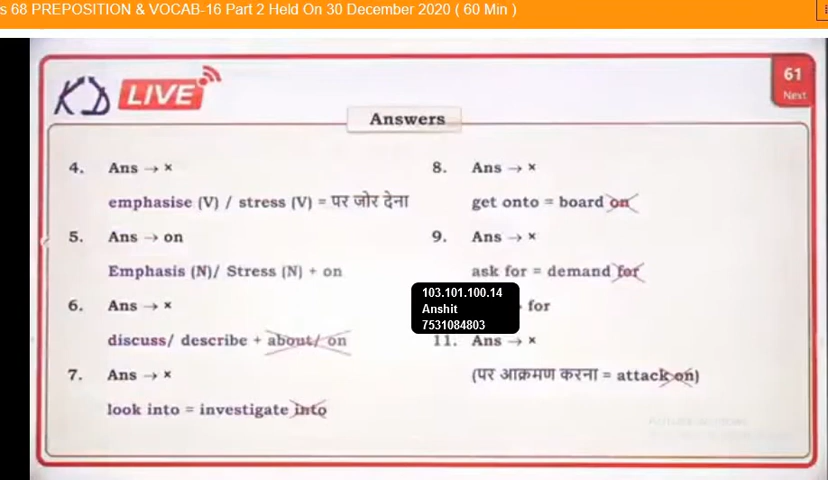 s 68 PREPOSITION & VOCAB-16 Part 2 Held On 30 December 2020 ( 60 Min )
KD LIVE
61
Next
Answers
4. Ans → ×
emphasise (V) / stress (V) = पर जोर देना
5. Ans → on
Emphasis (N)/ Stress (N) + on
6. Ans → ×
discuss/ describe + about/ on
7. Ans → ×
look into = investigate into
8. Ans → ×
get onto = board on
9. Ans → ×
ask for = demand for
103.101.100.14
Anshit
7531084803
for
11. Ans → ×
(पर आक्रमण करना = attack on)